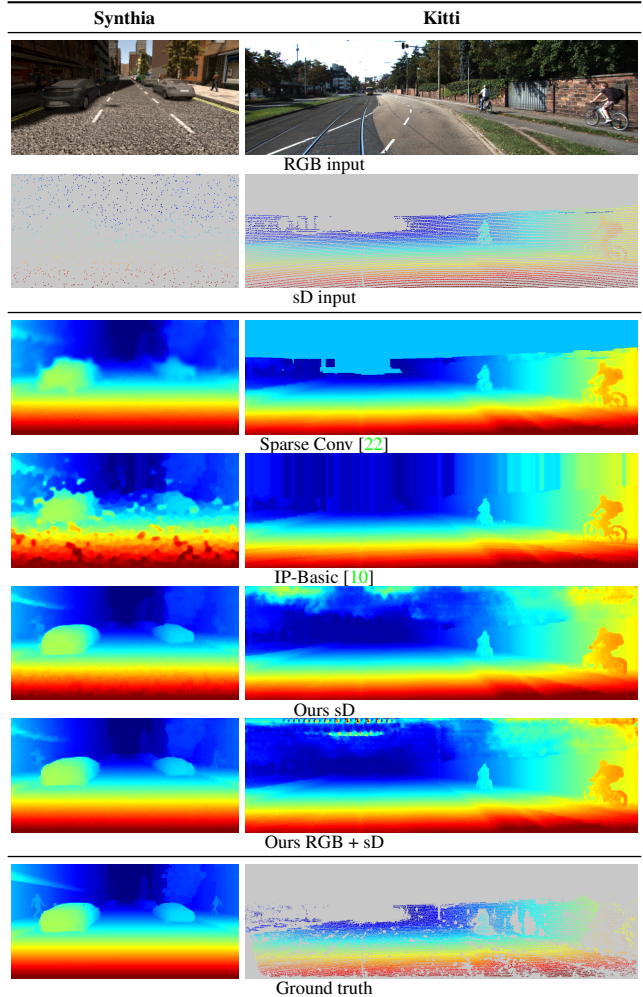 Synthia Kitti
RGB input
sD input
Sparse Conv [22]
IP-Basic [10]
Ours sD
Ours RGB + sD
Ground truth